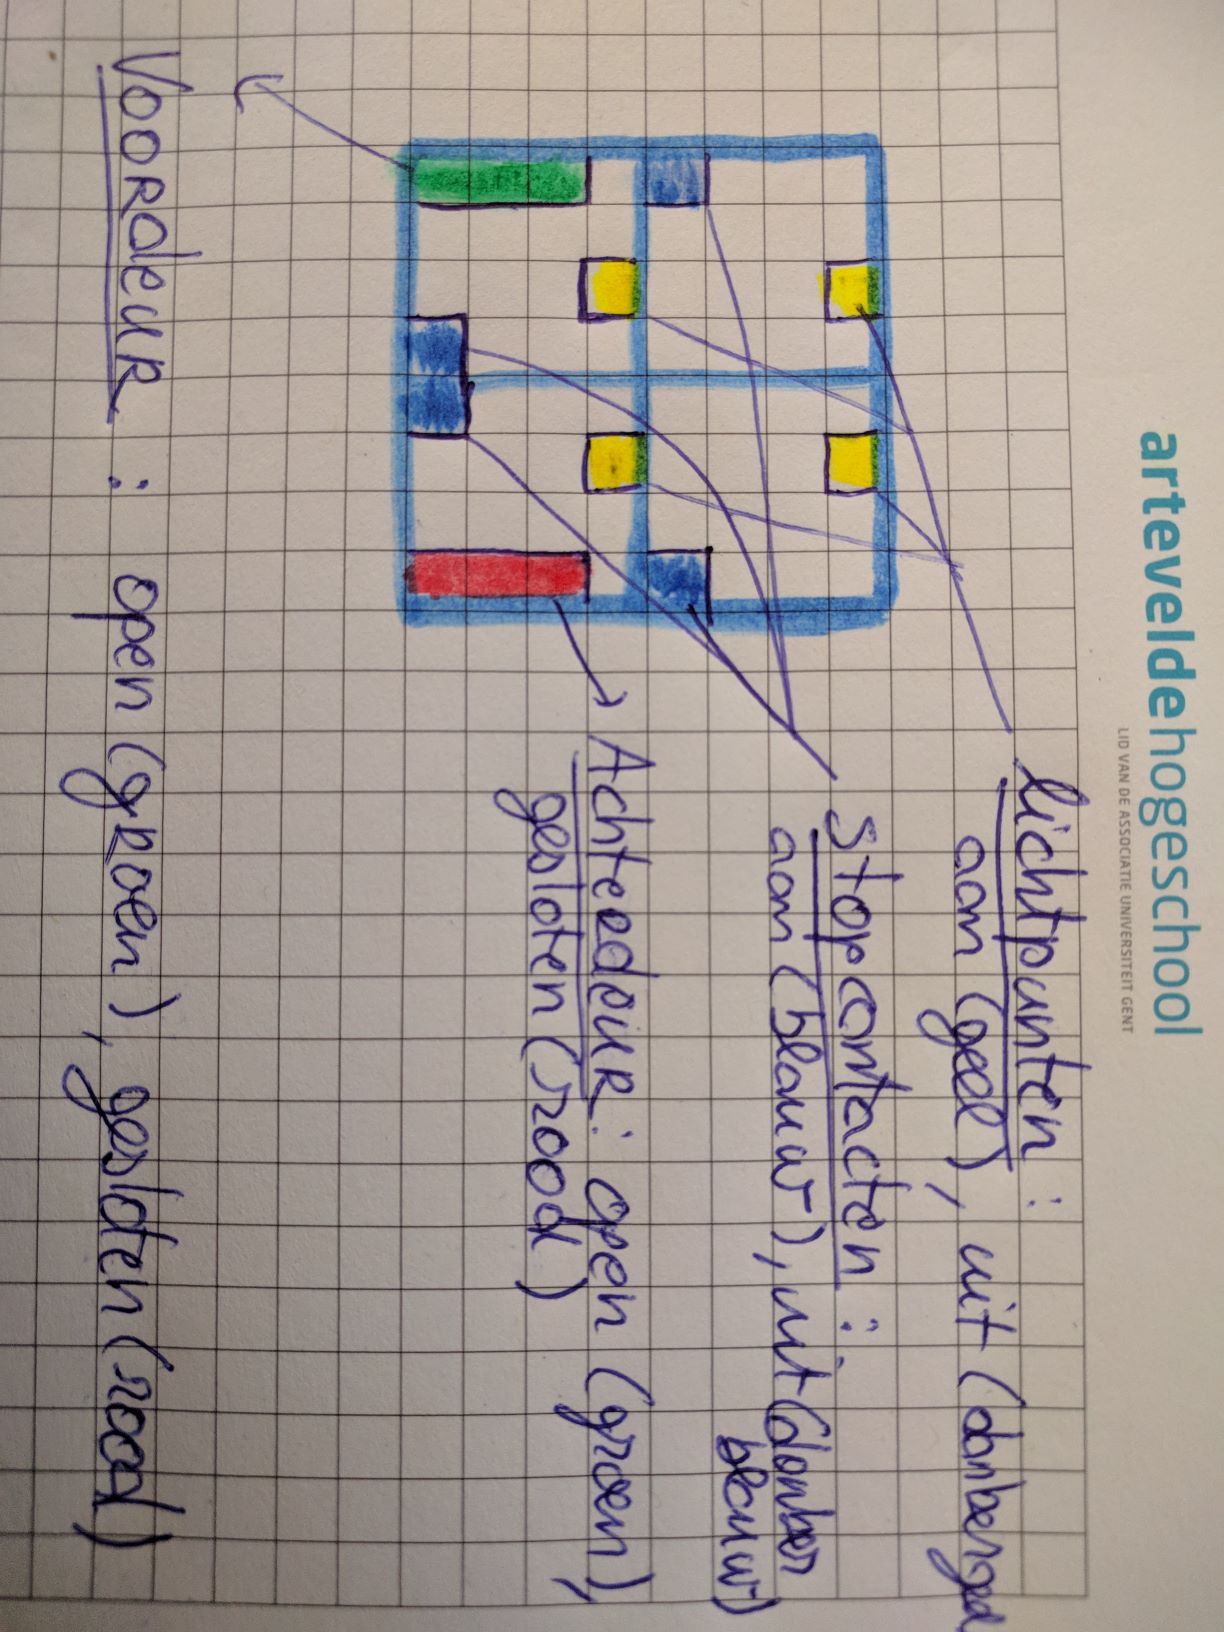 arteveldehogeschool
LID VAN DE ASSOCIATIE UNIVERSITEIT GENT
lichtpunten :
aan (geel), uit (donkergeel
stopcontacten :
aan (blauw), uit (donker
blauw)
Achterdeur : open (groen),
gesloten (rood)
Voordeur : open (groen), gesloten (rood)